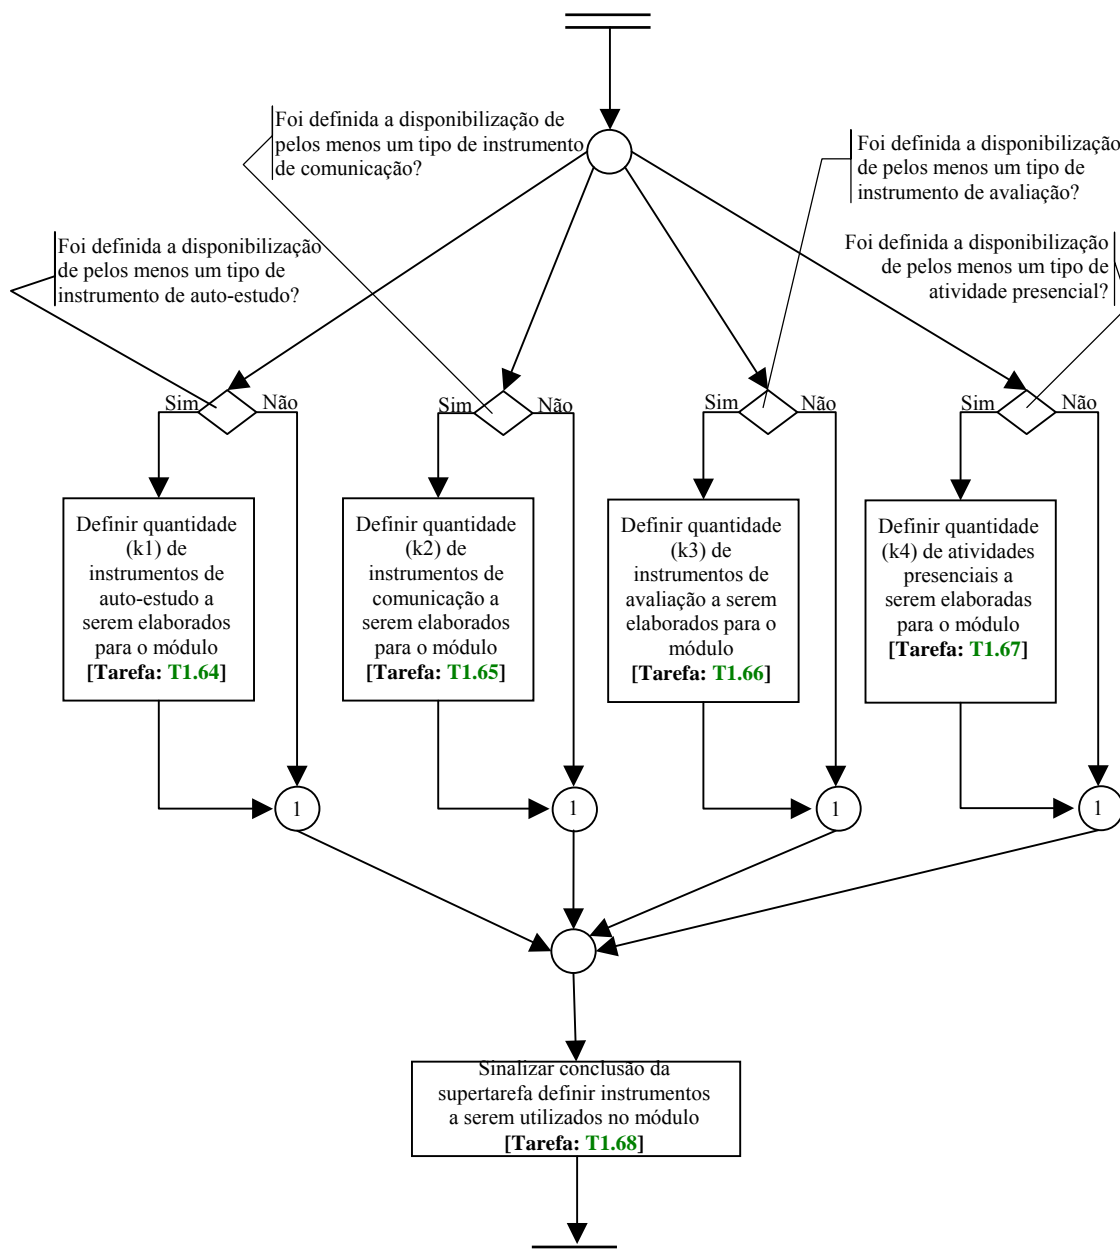 Foi definida a disponibilização de
pelos menos um tipo de instrumento
de comunicação?
Foi definida a disponibilização
de pelos menos um tipo de
instrumento de avaliação?
Foi definida a disponibilização
de pelos menos um tipo de
instrumento de auto-estudo?
Foi definida a disponibilização
de pelos menos um tipo de
atividade presencial?
Sim
Não
Sim
Não
Sim
Não
Sim
Não
Definir quantidade
(k1) de
instrumentos de
auto-estudo a
serem elaborados
para o módulo
[Tarefa: T1.64]
Definir quantidade
(k2) de
instrumentos de
comunicação a
serem elaborados
para o módulo
[Tarefa: T1.65]
Definir quantidade
(k3) de
instrumentos de
avaliação a serem
elaborados para o
módulo
[Tarefa: T1.66]
Definir quantidade
(k4) de atividades
presenciais a
serem elaboradas
para o módulo
[Tarefa: T1.67]
1
1
1
1
Sinalizar conclusão da
supertarefa definir instrumentos
a serem utilizados no módulo
[Tarefa: T1.68]